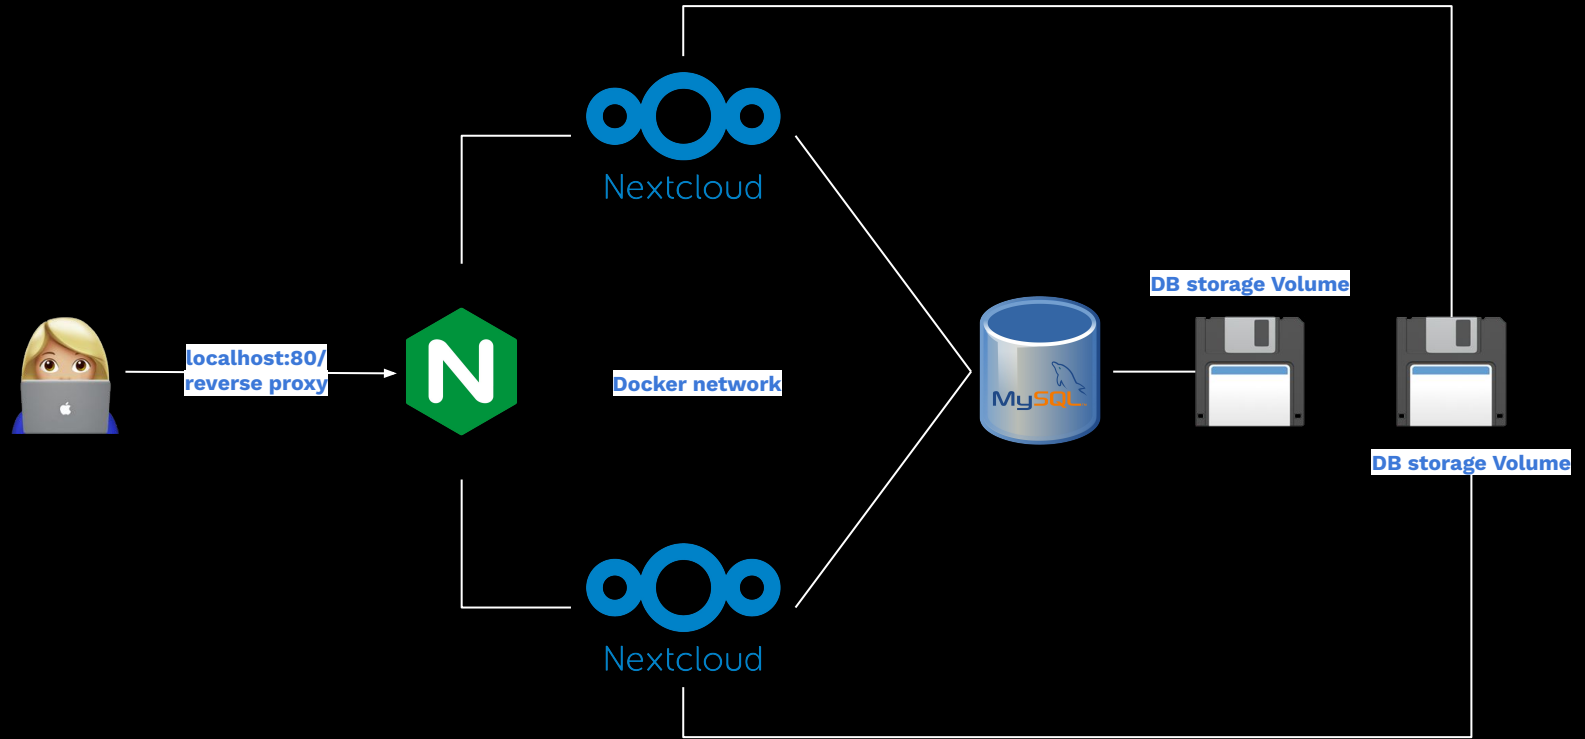 Nextcloud
DB storage Volume
localhost:80/
reverse proxy
N
Docker network
MySQL
DB storage Volume
Nextcloud